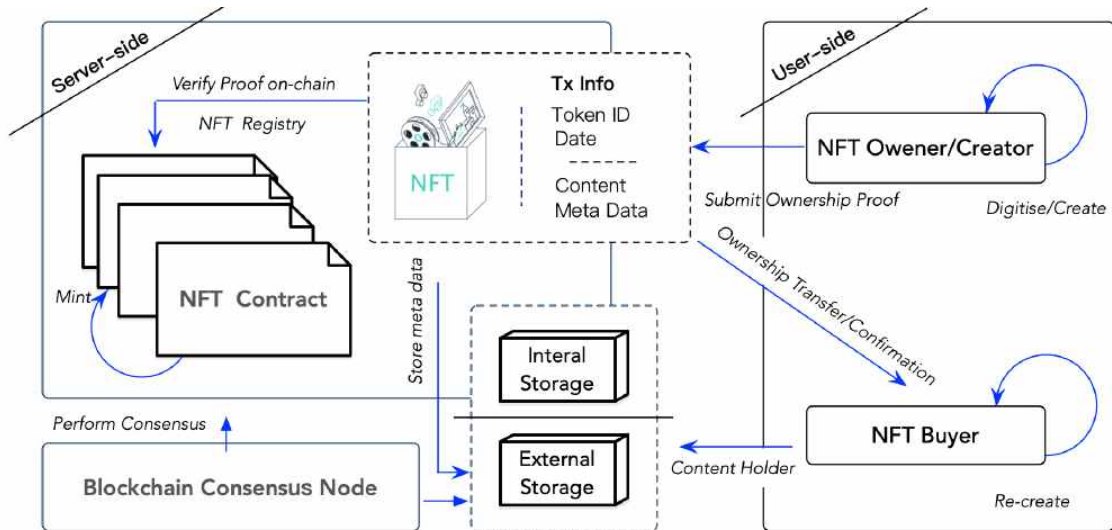 Server-side
User-side
Verify Proof on-chain
NFT Registry
NFT
Tx Info
Token ID
Date
Content
Meta Data
NFT Owener/Creator
Submit Ownership Proof
Digitise/Create
Ownership Transfer/Confirmation
Mint
NFT Contract
Store meta data
Interal
Storage
Perform Consensus
NFT Buyer
Content Holder
External
Storage
Blockchain Consensus Node
Re-create